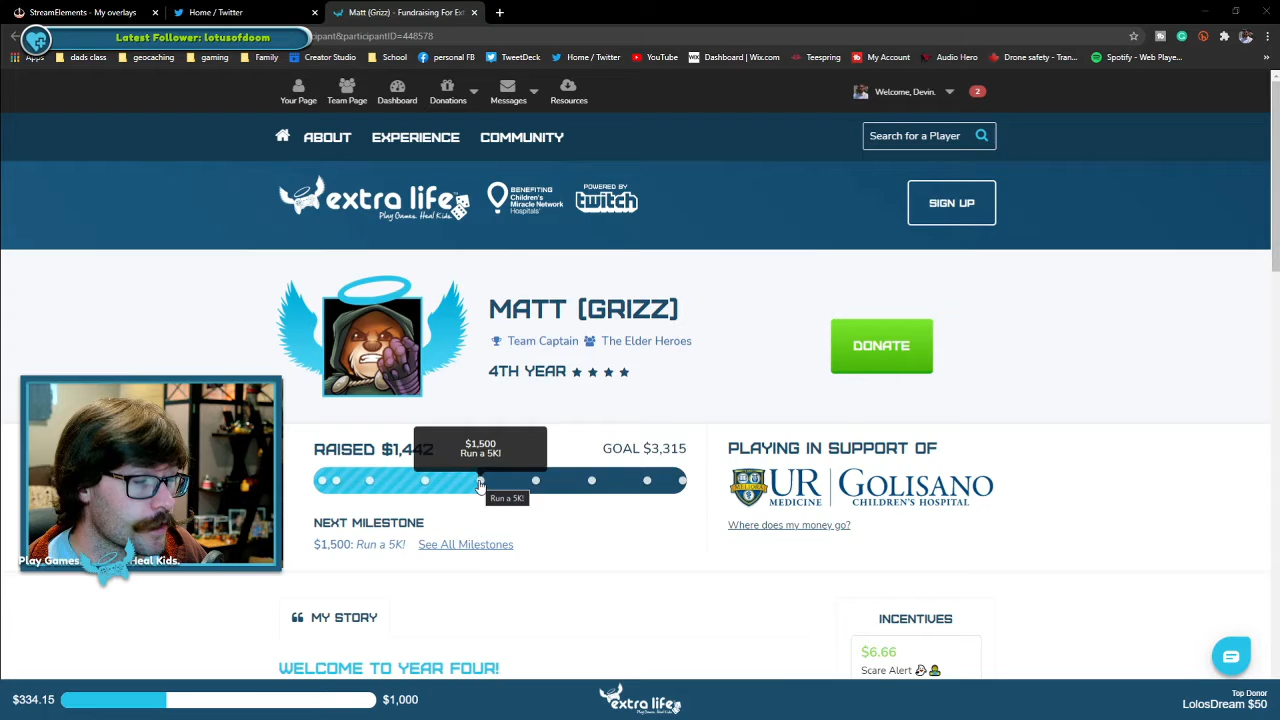 StreamElements - My overlays
Home / Twitter
Matt (Grizz) - Fundraising For Ext
Latest Follower: lotusofdoom
ipant&participantID=448578
Apps
dads class
geocaching
gaming
dad Family
Creator Studio
personal FB
Twitter
Home / Twitter
YouTube
Dashboard | Wix.com
Teespring
My Account
Audio Hero
Drone safety - Tran...
Spotify - Web Playe...
Your Page
Team Page
Dashboard
Donations
Messages
Resources
Welcome, Devin.
2
ABOUT
EXPERIENCE
COMMUNITY
Search for a Player
extra life
Play Games. Heal Kids.
BENEFITING
Children's
Miracle Network
Hospitals
POWERED BY
twitch
SIGN UP
MATT (GRIZZ)
Team Captain
The Elder Heroes
4TH YEAR
DONATE
RAISED $1,442
$1,500
Run a 5K!
GOAL $3,315
Run a 5K!
NEXT MILESTONE
$1,500: Run a 5K!
See All Milestones
PLAYING IN SUPPORT OF
UR
MEDICINE
GOLISANO
CHILDREN'S HOSPITAL
Where does my money go?
Play Games.
Heal Kids.
MY STORY
WELCOME TO YEAR FOUR!
INCENTIVES
$6.66
Scare Alert
$334.15
$1,000
extra life
Top Donor
LolosDream $50